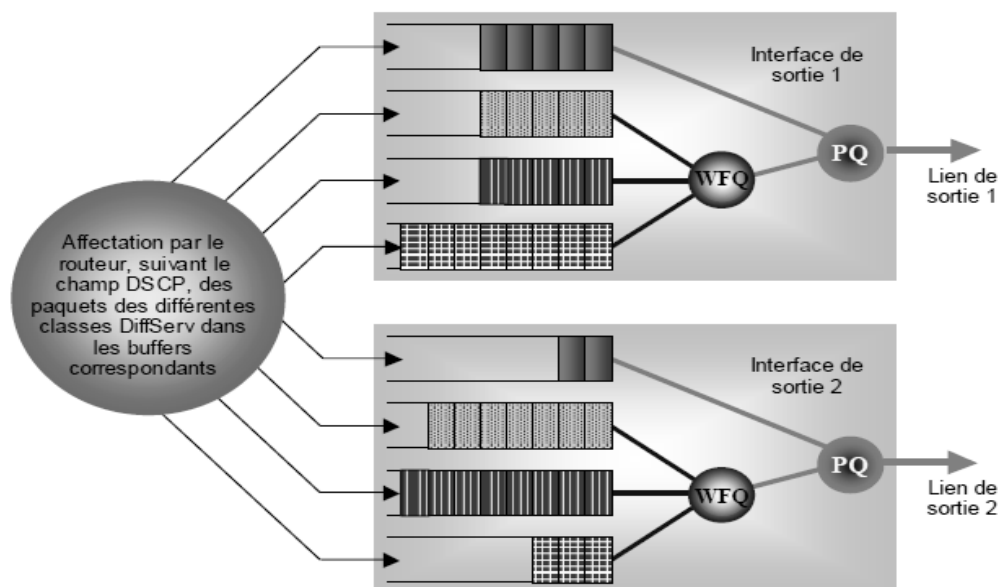 Affectation par le
routeur, suivant le
champ DSCP, des
paquets des différentes
classes DiffServ dans
les buffers
correspondants
Interface de
sortie 1
WFQ
PQ
Lien de
sortie 1
Interface de
sortie 2
WFQ
PQ
Lien de
sortie 2